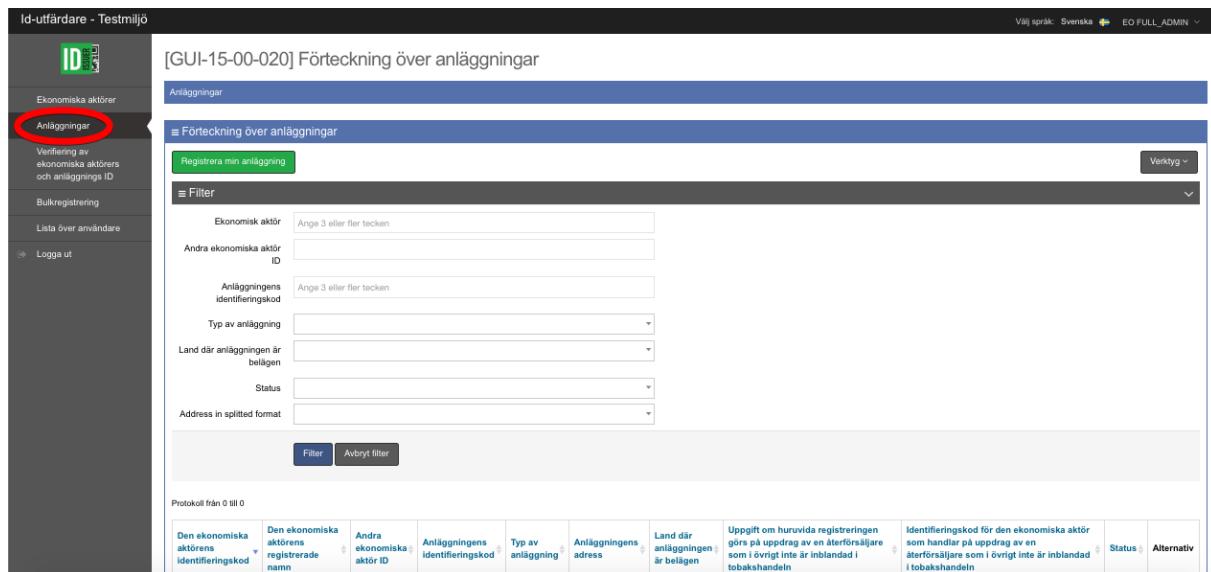 Id-utfärdare - Testmiljö
Välj språk: Svenska
EO FULL_ADMIN
ID
ISSUER
[GUI-15-00-020] Förteckning över anläggningar
Ekonomiska aktörer
Anläggningar
Verifiering av
ekonomiska aktörers
och anläggnings ID
Bulkregistrering
Lista över användare
Logga ut
Anläggningar
Förteckning över anläggningar
Registrera min anläggning
Verktyg
Filter
Ekonomisk aktör
Ange 3 eller fler tecken
Andra ekonomiska aktör
ID
Anläggningens
identifieringskod
Ange 3 eller fler tecken
Typ av anläggning
Land där anläggningen är
belägen
Status
Address in splitted format
Filter
Avbryt filter
Protokoll från 0 till 0
Den ekonomiska
aktörens
identifieringskod
Den ekonomiska
aktörens
registrerade
namn
Andra
ekonomiska
aktör ID
Anläggningens
identifieringskod
Typ av
anläggning
Anläggningens
adress
Land där
anläggningen
är belägen
Uppgift om huruvida registreringen
görs på uppdrag av en återförsäljare
som i övrigt inte är inblandad i
tobakshandeln
Identifieringskod för den ekonomiska aktör
som handlar på uppdrag av en
återförsäljare som i övrigt inte är inblandad
i tobakshandeln
Status
Alternativ